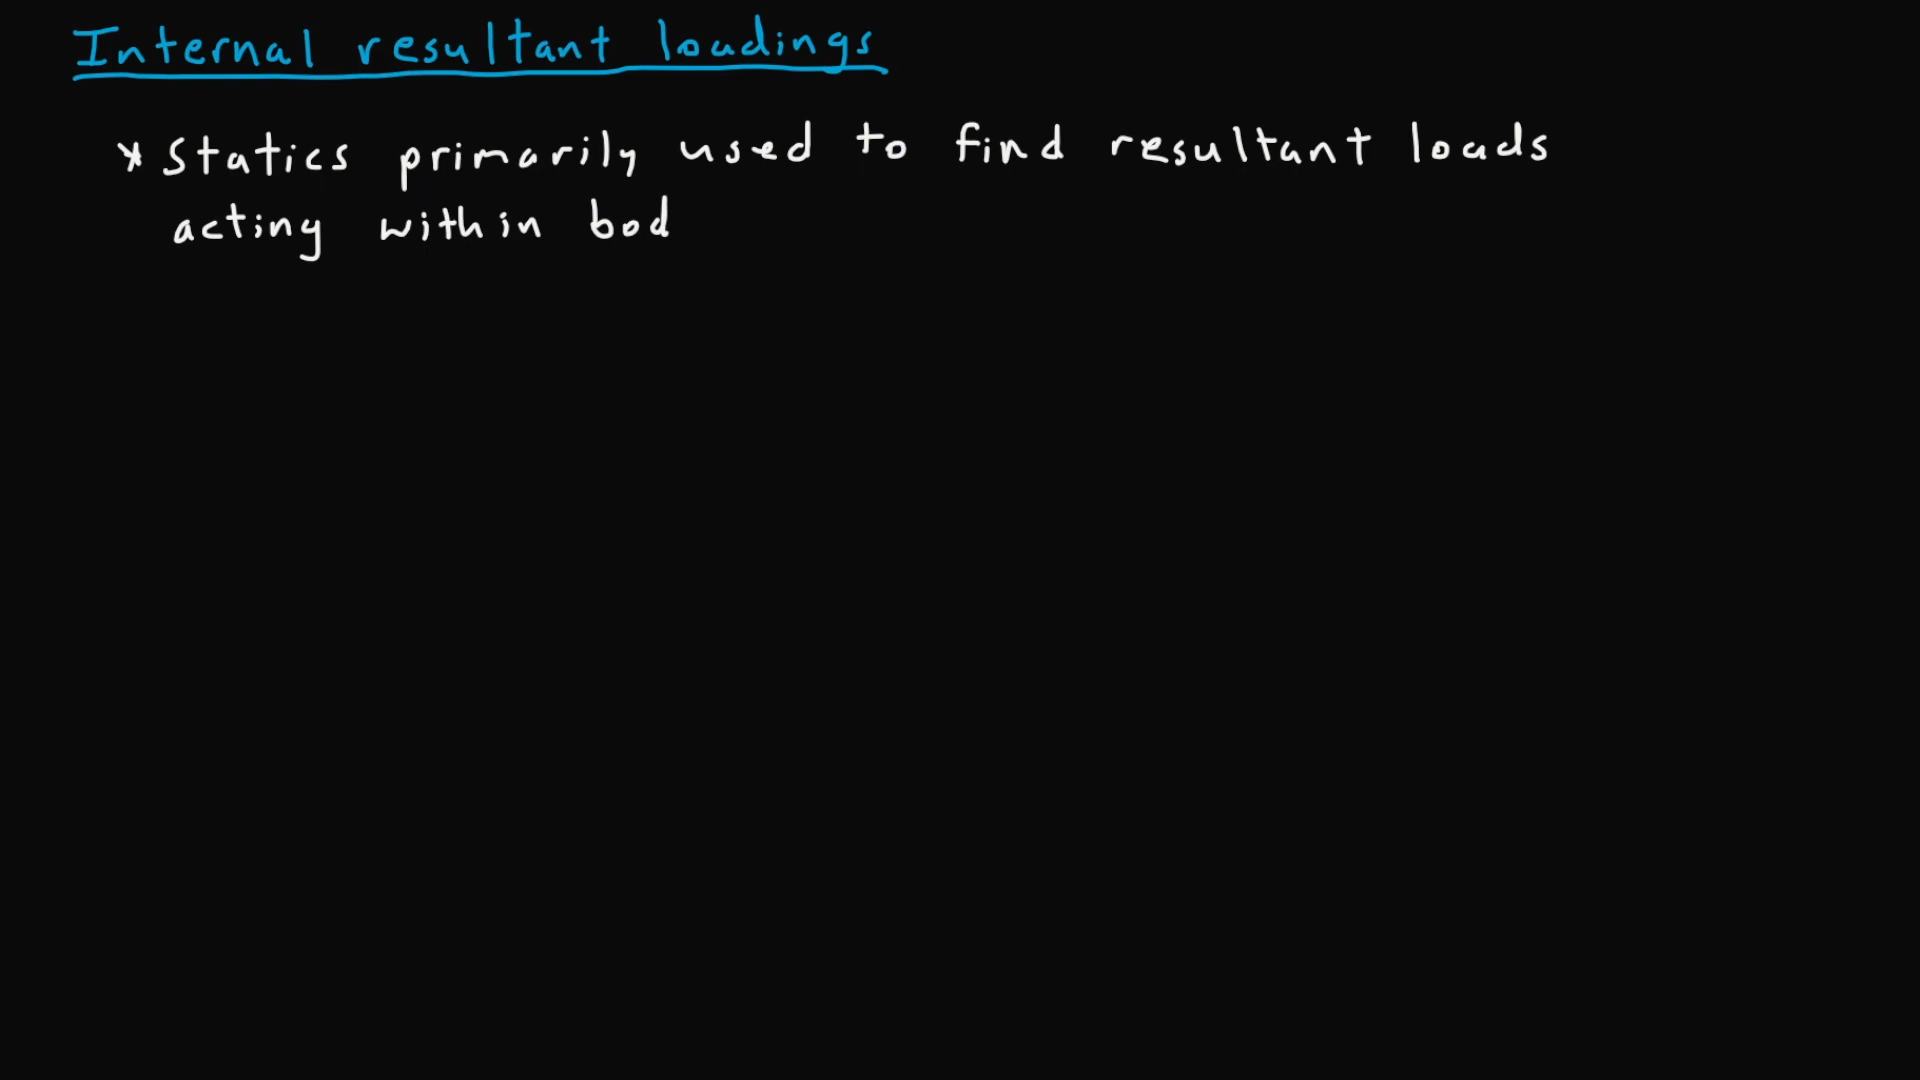 Internal resultant loadings
* Statics primarily used to find resultant loads
acting within bod